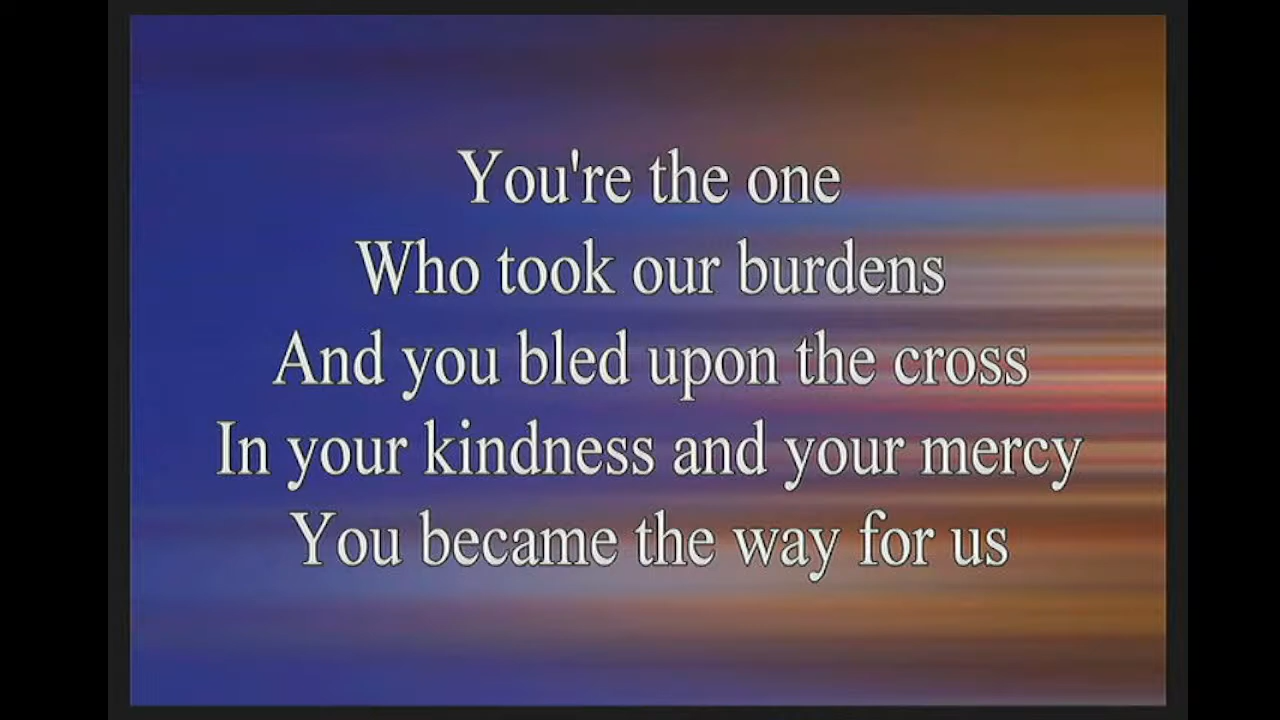 You're the one
Who took our burdens
And you bled upon the cross
In your kindness and your mercy
You became the way for us